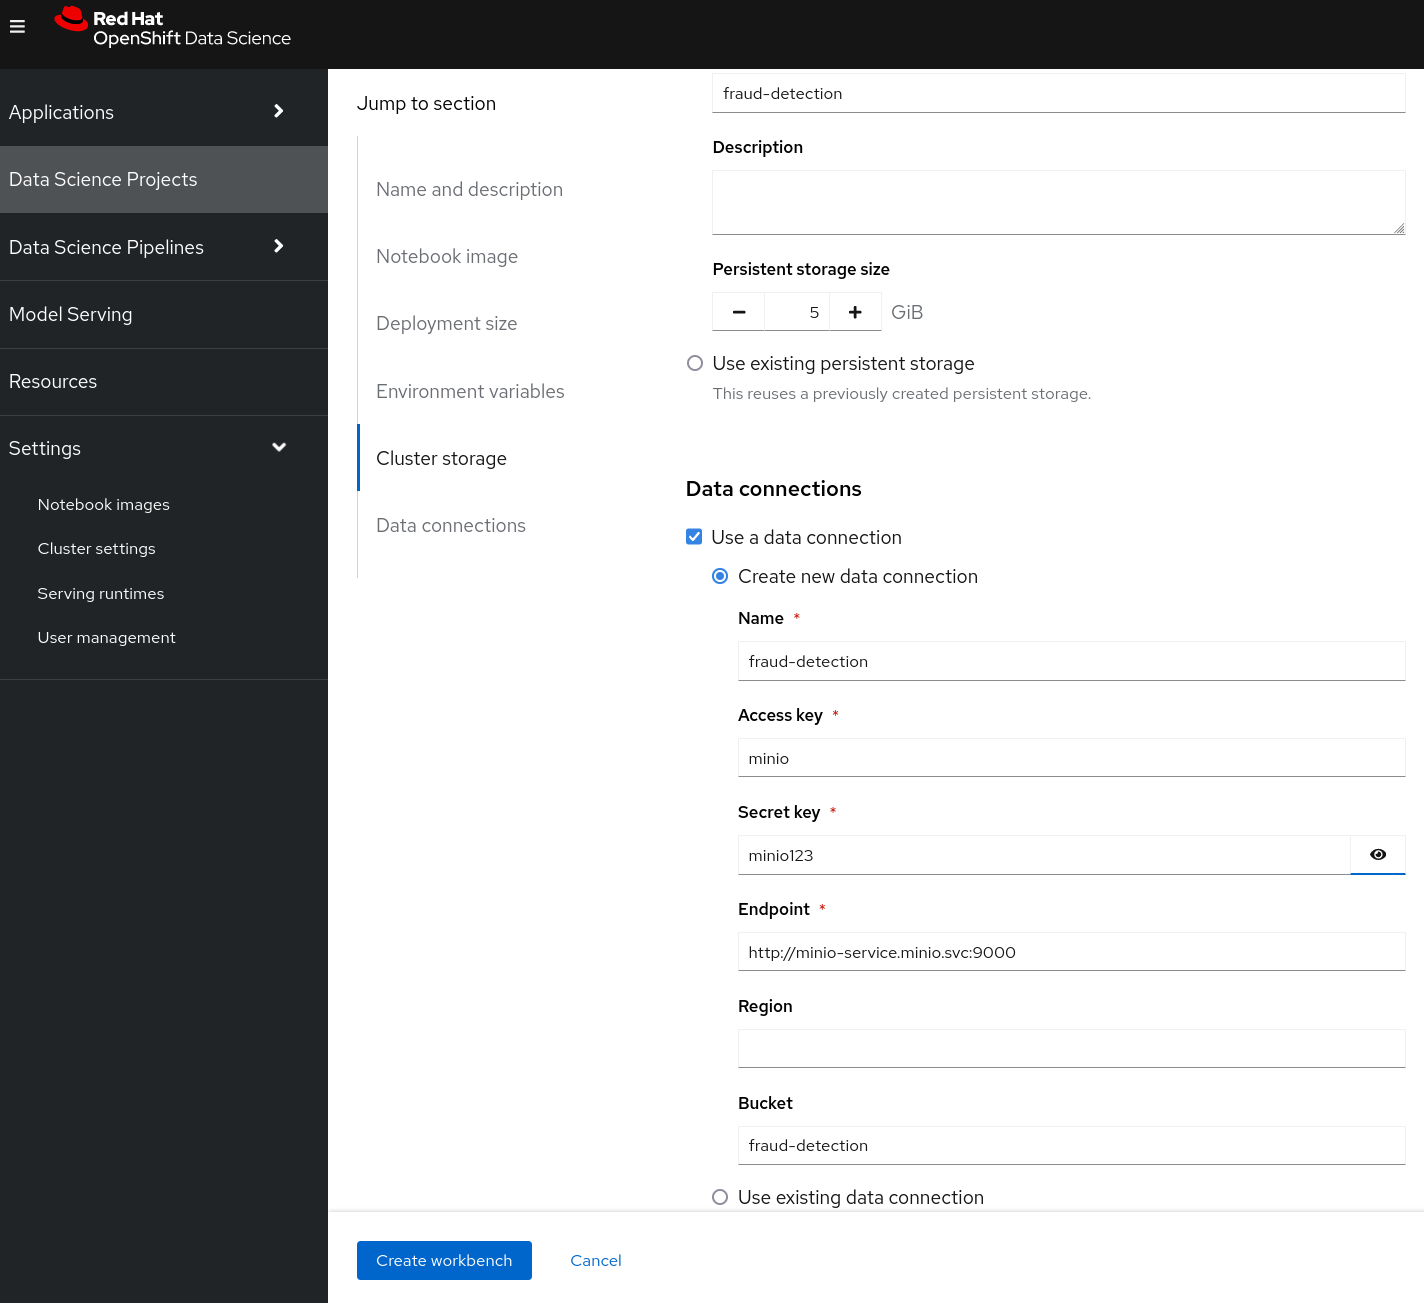 Red Hat
OpenShift Data Science
Applications
Data Science Projects
Data Science Pipelines
Model Serving
Resources
Settings
Notebook images
Cluster settings
Serving runtimes
User management
Jump to section
Name and description
Notebook image
Deployment size
Environment variables
Cluster storage
Data connections
fraud-detection
Description
Persistent storage size
5 GiB
Use existing persistent storage
This reuses a previously created persistent storage.
Data connections
Use a data connection
Create new data connection
Name *
fraud-detection
Access key *
minio
Secret key *
minio123
Endpoint *
http://minio-service.minio.svc:9000
Region
Bucket
fraud-detection
Use existing data connection
Create workbench
Cancel